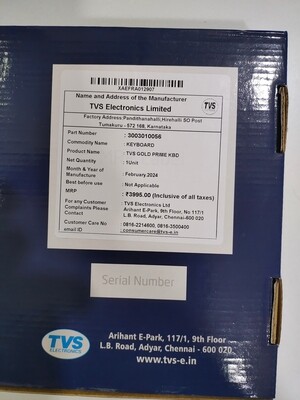 XAEFRA012907
Name and Address of the Manufacturer
TVS Electronics Limited
TVS
Factory Address:Pandithanahalli,Hirehalli SO Post
Tumakuru - 572 168, Karnataka
Part Number : 3003010056
Commodity Name : KEYBOARD
Product Name : TVS GOLD PRIME KBD
Net Quantity : 1Unit
Month & Year of
Manufacture : February 2024
Best before use : Not Applicable
MRP : ₹3995.00 (Inclusive of all taxes)
For any Customer : TVS Electronics Ltd
Complaints Please Arihant E-Park, 9th Floor, No 117/1
Contact L.B. Road, Adyar, Chennai-600 020
Customer Care No : 0816-2214600, 0816-3500400
email ID : consumercare@tvs-e.in
Serial Number
TVS
ELECTRONICS
Arihant E-Park, 117/1, 9th Floor
L.B. Road, Adyar, Chennai - 600 020
www.tvs-e.in